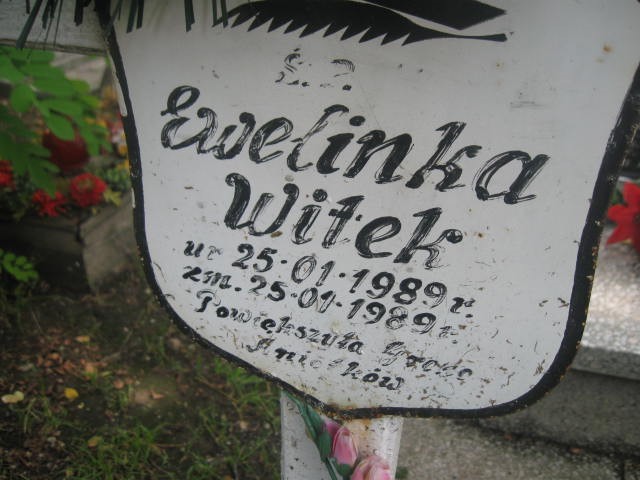 Ś.P.
Ewelinka
Witek
ur 25.01.1989 r.
zm. 25.01.1989 r.
Powiększyła Grono
Aniołków